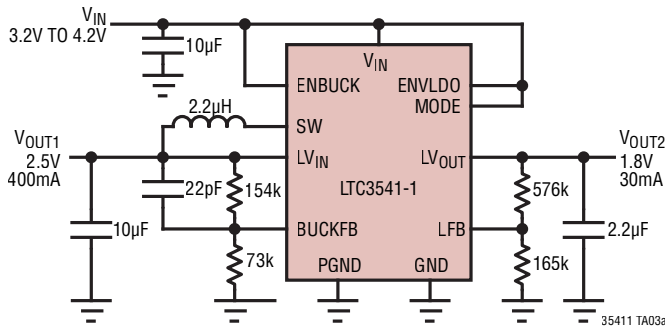 VIN
3.2V TO 4.2V
10µF
VIN
ENBUCK
ENVLDO
MODE
2.2µH
SW
VOUT1
2.5V
400mA
LVIN
LVOUT
VOUT2
1.8V
30mA
22pF
154k
LTC3541-1
576k
10µF
BUCKFB
LFB
2.2µF
73k
165k
PGND
GND
35411 TA03a